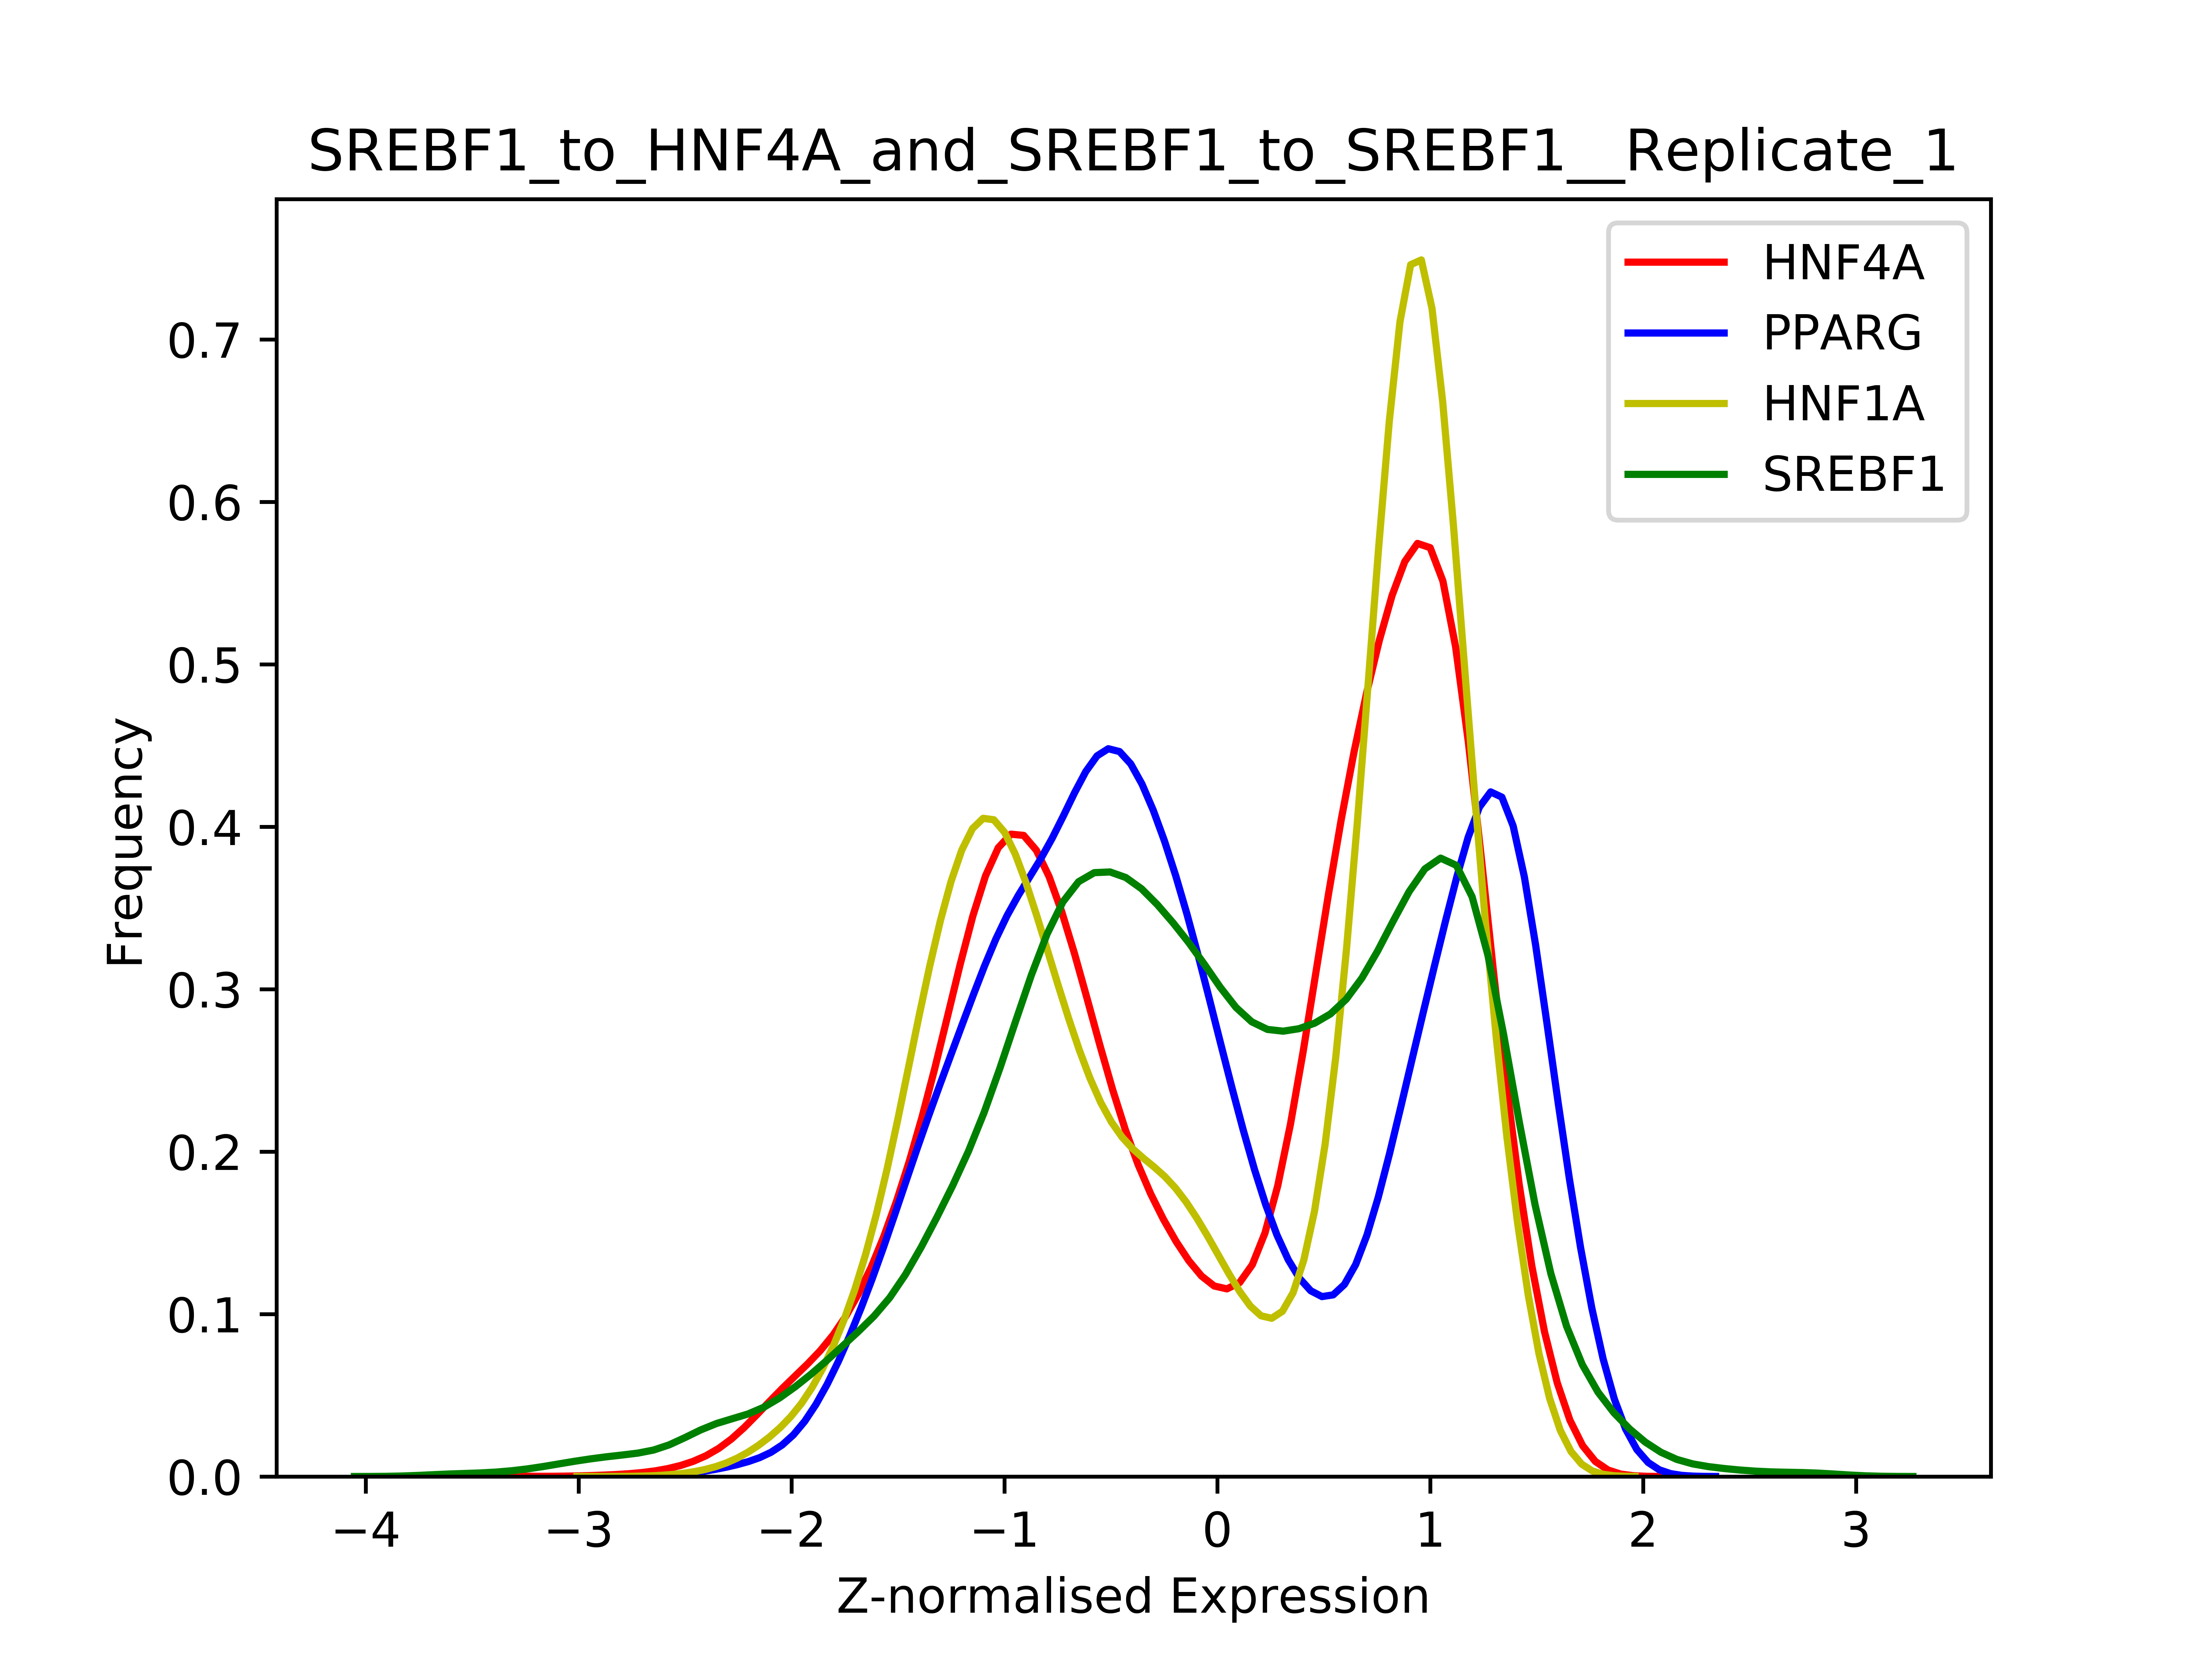 SREBF1_to_HNF4A_and_SREBF1_to_SREBF1__Replicate_1
HNF4A
PPARG
HNF1A
SREBF1
Frequency
0.7
0.6
0.5
0.4
0.3
0.2
0.1
0.0
−4 −3 −2 −1 0 1 2 3
Z-normalised Expression